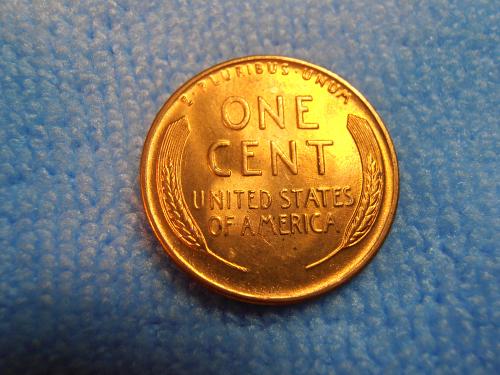 E·PLURIBUS·UNUM
ONE
CENT
UNITED STATES
OF AMERICA